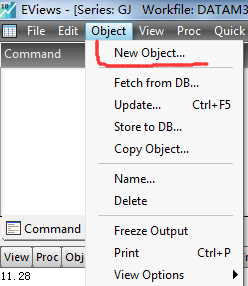 EViews - [Series: GJ Workfile: DATAM3
File Edit Object View Proc Quick
Command
New Object...
Fetch from DB...
Update... Ctrl+F5
Store to DB...
Copy Object...
Name...
Delete
Command
Freeze Output
View Proc Obj
Print Ctrl+P
11.28
View Options